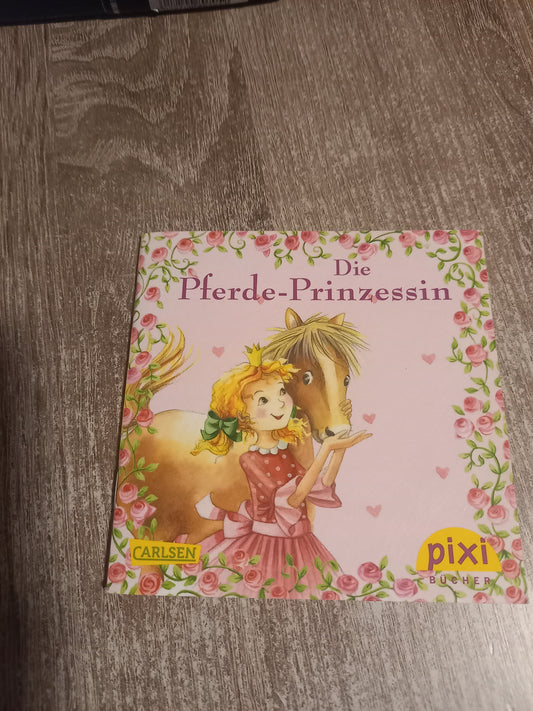 Die
Pferde-Prinzessin
CARLSEN
pixi
BÜCHER